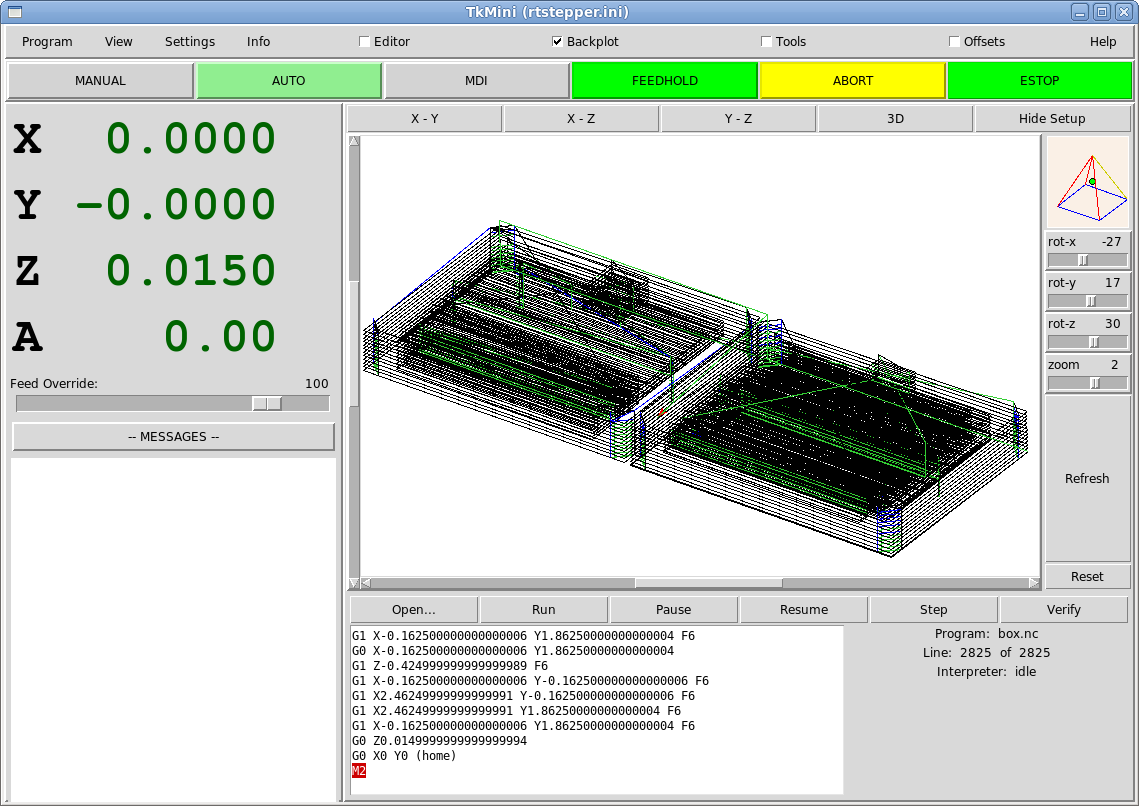 TkMini (rtstepper.ini)
Program View Settings Info Editor Backplot Tools Offsets Help
MANUAL AUTO MDI FEEDHOLD ABORT ESTOP
X 0.0000
Y -0.0000
Z 0.0150
A 0.00
Feed Override: 100
-- MESSAGES --
X - Y X - Z Y - Z 3D Hide Setup
rot-x -27
rot-y 17
rot-z 30
zoom 2
Refresh
Reset
Open... Run Pause Resume Step Verify
G1 X-0.162500000000000006 Y1.86250000000000004 F6
G0 X-0.162500000000000006 Y1.86250000000000004
G1 Z-0.424999999999999989 F6
G1 X-0.162500000000000006 Y-0.162500000000000006 F6
G1 X2.46249999999999991 Y-0.162500000000000006 F6
G1 X2.46249999999999991 Y1.86250000000000004 F6
G1 X-0.162500000000000006 Y1.86250000000000004 F6
G0 Z0.0149999999999999994
G0 X0 Y0 (home)
M2
Program: box.nc
Line: 2825 of 2825
Interpreter: idle